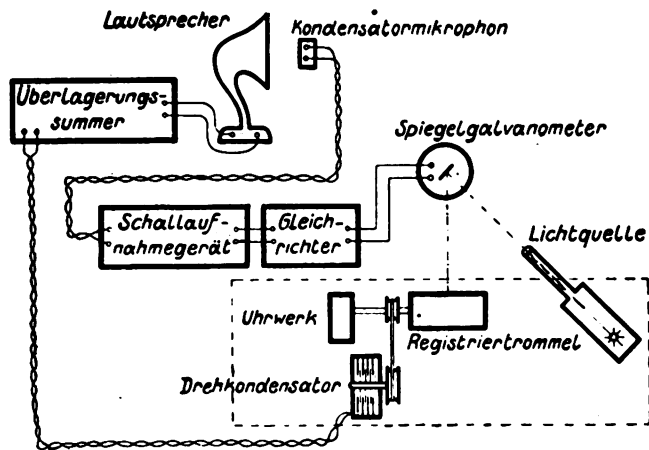 Lautsprecher
Kondensatormikrophon
Überlagerungs-
summer
Spiegelgalvanometer
Schallauf-
nahmegerät
Gleich-
richter
Lichtquelle
Uhrwerk
Registriertrommel
Drehkondensator